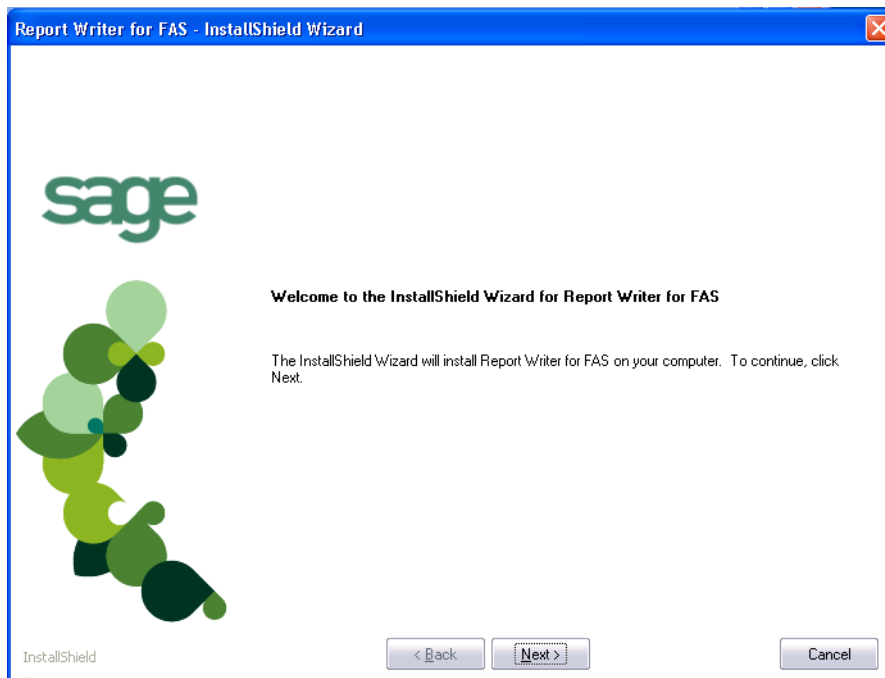 Report Writer for FAS - InstallShield Wizard
sage
Welcome to the InstallShield Wizard for Report Writer for FAS
The InstallShield Wizard will install Report Writer for FAS on your computer. To continue, click
Next.
InstallShield
< Back
Next >
Cancel